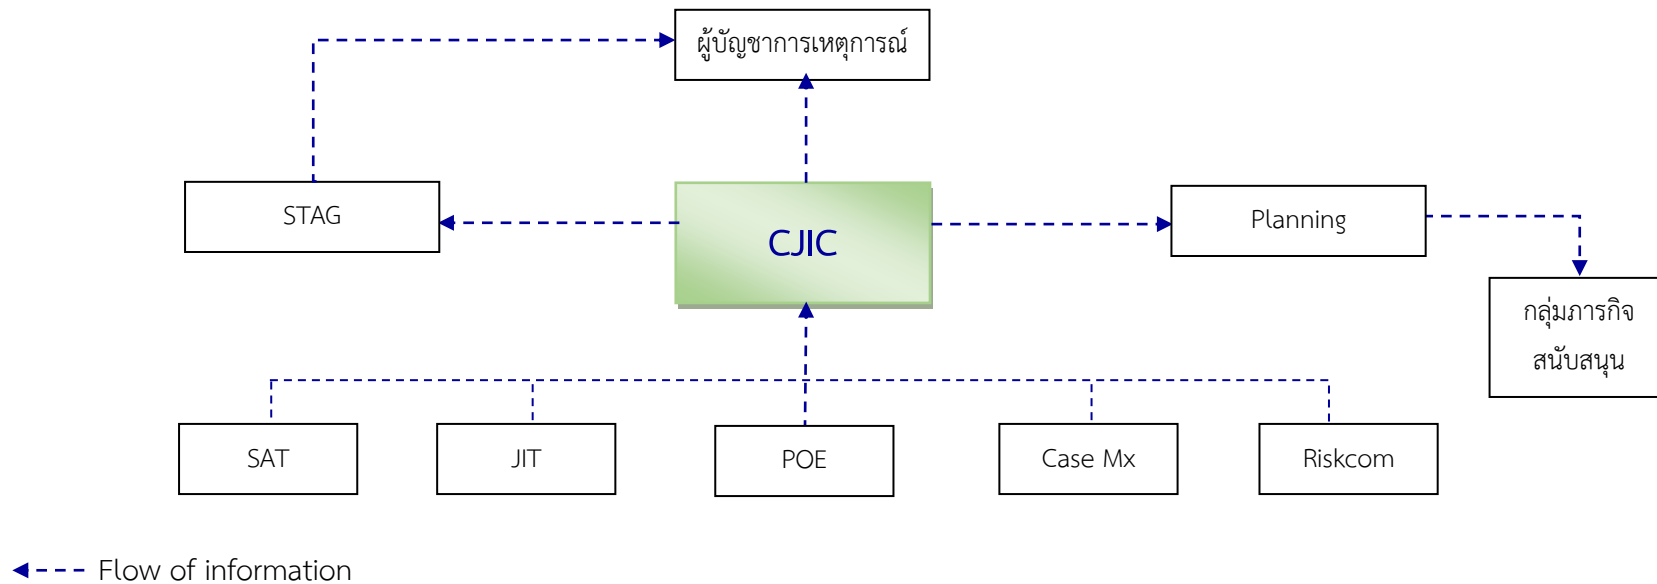 ผู้บัญชาการเหตุการณ์
STAG
CJIC
Planning
กลุ่มภารกิจ
สนับสนุน
SAT
JIT
POE
Case Mx
Riskcom
Flow of information